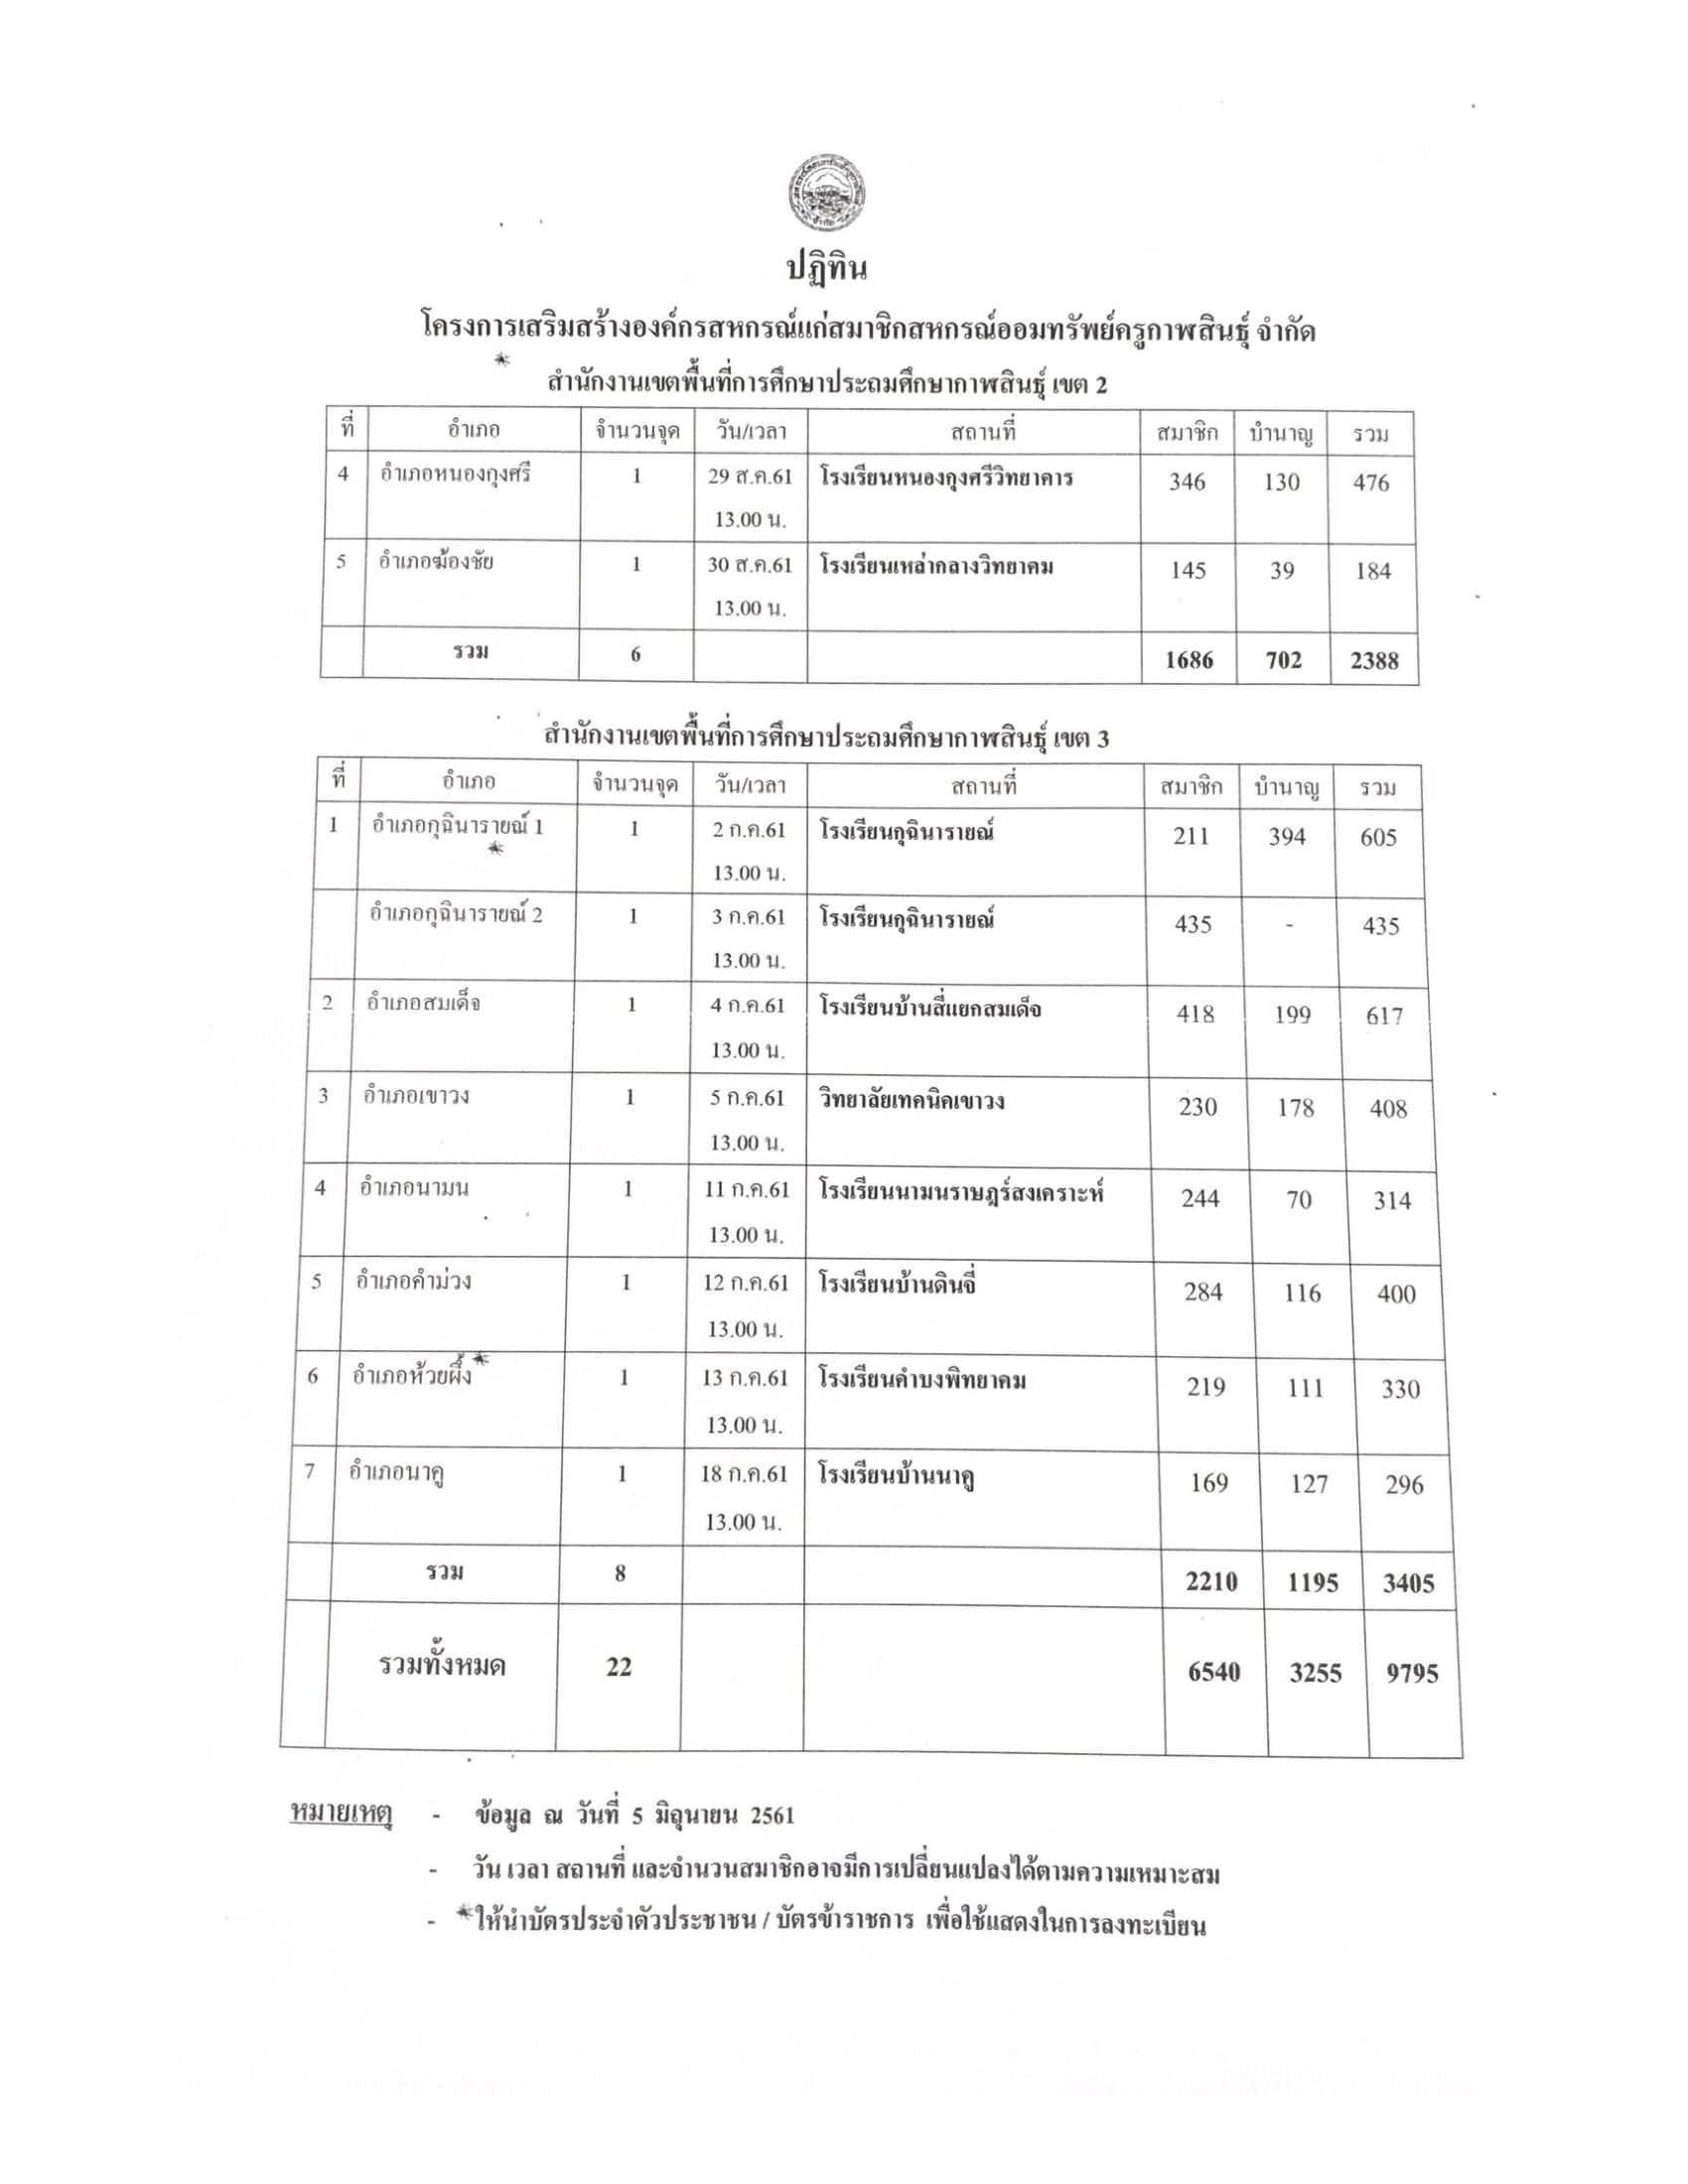 ปฏิทิน
โครงการเสริมสร้างองค์กรสหกรณ์แก่สมาชิกสหกรณ์ออมทรัพย์ครูกาฬสินธุ์ จำกัด
สำนักงานเขตพื้นที่การศึกษาประถมศึกษากาฬสินธุ์ เขต 2
ที่ อำเภอ จำนวนจุด วัน/เวลา สถานที่ สมาชิก บำนาญ รวม
4 อำเภอหนองกุงศรี 1 29 ส.ค.61 โรงเรียนหนองกุงศรีวิทยาคาร 346 130 476
13.00 น.
5 อำเภอฆ้องชัย 1 30 ส.ค.61 โรงเรียนเหล่ากลางวิทยาคม 145 39 184
13.00 น.
รวม 6 1686 702 2388
สำนักงานเขตพื้นที่การศึกษาประถมศึกษากาฬสินธุ์ เขต 3
ที่ อำเภอ จำนวนจุด วัน/เวลา สถานที่ สมาชิก บำนาญ รวม
1 อำเภอกุฉินารายณ์ 1 1 2 ก.ค.61 โรงเรียนกุฉินารายณ์ 211 394 605
13.00 น.
อำเภอกุฉินารายณ์ 2 1 3 ก.ค.61 โรงเรียนกุฉินารายณ์ 435 - 435
13.00 น.
2 อำเภอสมเด็จ 1 4 ก.ค.61 โรงเรียนบ้านสี่แยกสมเด็จ 418 199 617
13.00 น.
3 อำเภอเขาวง 1 5 ก.ค.61 วิทยาลัยเทคนิคเขาวง 230 178 408
13.00 น.
4 อำเภอนามน 1 11 ก.ค.61 โรงเรียนนามนราษฎร์สงเคราะห์ 244 70 314
13.00 น.
5 อำเภอคำม่วง 1 12 ก.ค.61 โรงเรียนบ้านดินจี่ 284 116 400
13.00 น.
6 อำเภอห้วยผึ้ง 1 13 ก.ค.61 โรงเรียนคำบงพิทยาคม 219 111 330
13.00 น.
7 อำเภอนาคู 1 18 ก.ค.61 โรงเรียนบ้านนาคู 169 127 296
13.00 น.
รวม 8 2210 1195 3405
รวมทั้งหมด 22 6540 3255 9795
หมายเหตุ - ข้อมูล ณ วันที่ 5 มิถุนายน 2561
- วัน เวลา สถานที่ และจำนวนสมาชิกอาจมีการเปลี่ยนแปลงได้ตามความเหมาะสม
- *ให้นำบัตรประจำตัวประชาชน / บัตรข้าราชการ เพื่อใช้แสดงในการลงทะเบียน